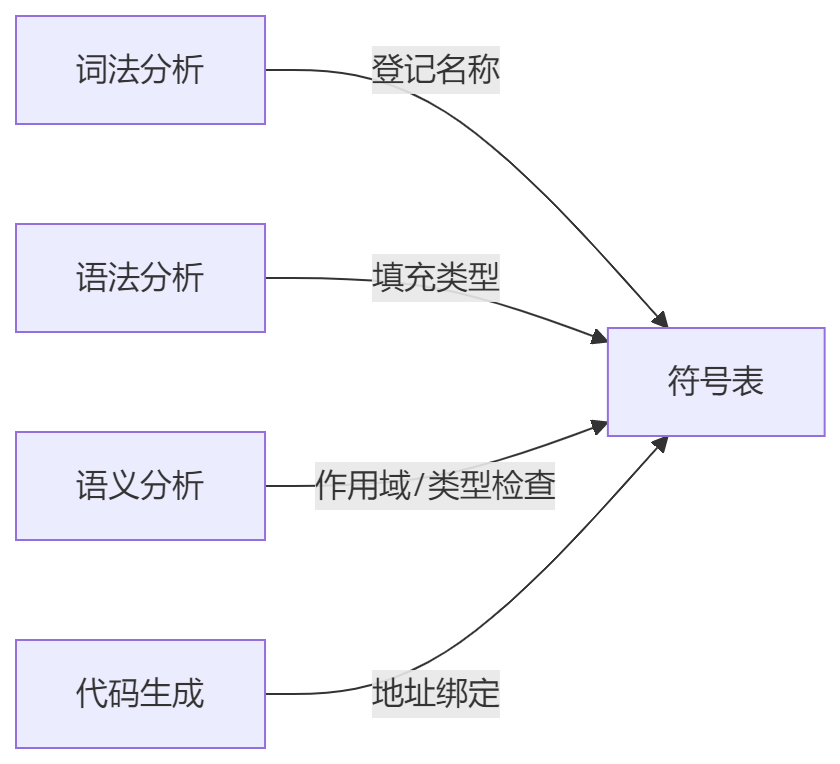 词法分析
登记名称
语法分析
填充类型
符号表
语义分析
作用域/类型检查
代码生成
地址绑定